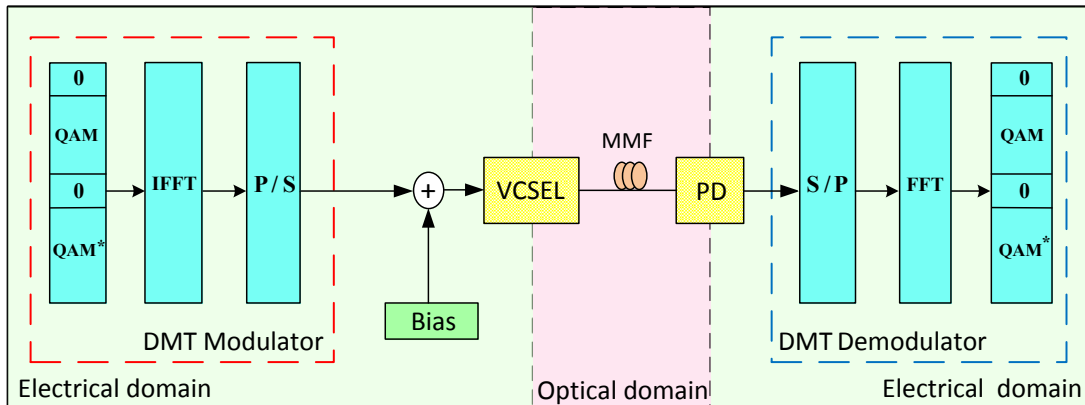 0
QAM
0
QAM*
IFFT
P / S
DMT Modulator
Electrical domain
+
Bias
VCSEL
MMF
PD
Optical domain
S / P
FFT
0
QAM
0
QAM*
DMT Demodulator
Electrical domain